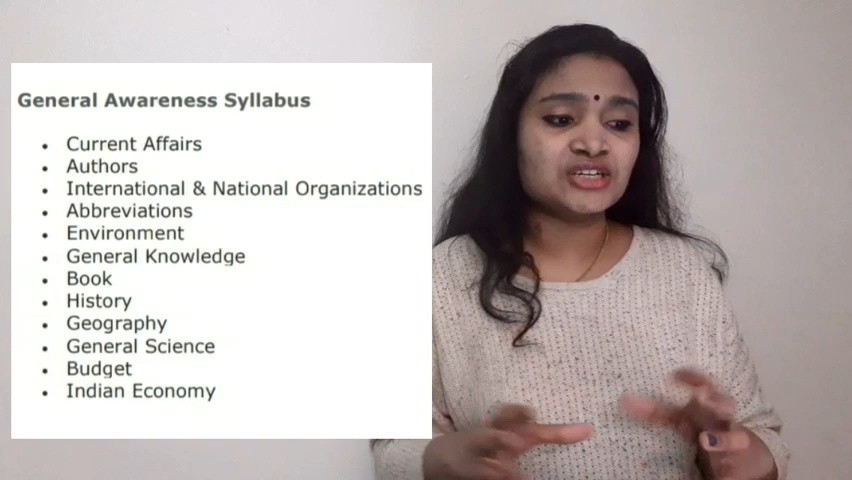 General Awareness Syllabus
• Current Affairs
• Authors
• International & National Organizations
• Abbreviations
• Environment
• General Knowledge
• Book
• History
• Geography
• General Science
• Budget
• Indian Economy